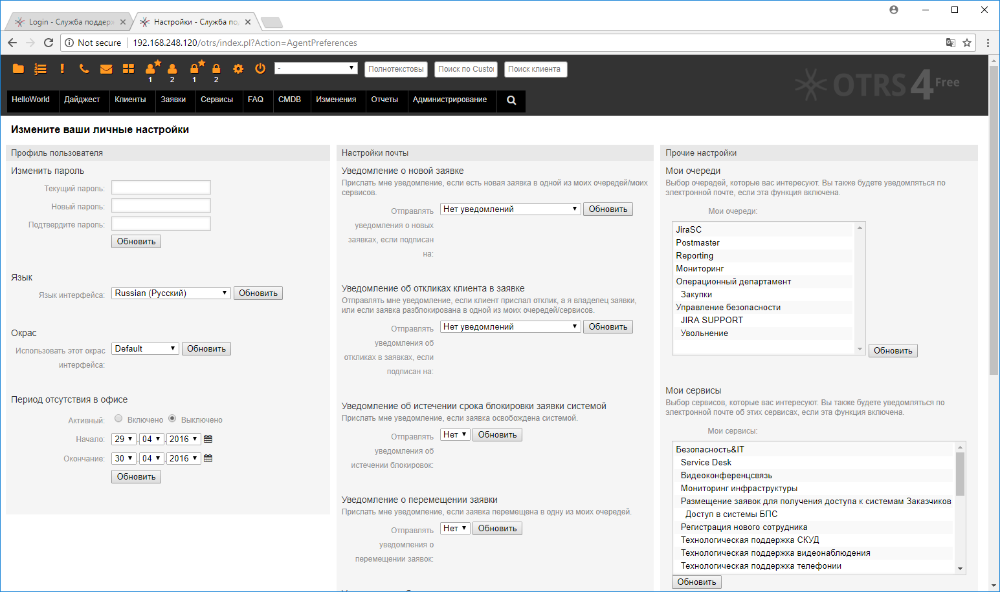 Login - Служба поддер
Настройки - Служба по
Not secure
192.168.248.120/otrs/index.pl?Action=AgentPreferences
1 2 1 2
-
Полнотекстовы
Поиск по Custor
Поиск клиента
OTRS 4 Free
HelloWorld Дайджест Клиенты Заявки Сервисы FAQ CMDB Изменения Отчеты Администрирование
Измените ваши личные настройки
Профиль пользователя
Изменить пароль
Текущий пароль:
Новый пароль:
Подтвердите пароль:
Обновить
Язык
Язык интерфейса: Russian (Русский) Обновить
Окрас
Использовать этот окрас Default Обновить
интерфейса:
Период отсутствия в офисе
Активный: Включено Выключено
Начало: 29 . 04 . 2016
Окончание: 30 . 04 . 2016
Обновить
Настройки почты
Уведомление о новой заявке
Прислать мне уведомление, если есть новая заявка в одной из моих очередей/моих
сервисов.
Отправлять Нет уведомлений Обновить
уведомления о новых
заявках, если подписан
на:
Уведомление об откликах клиента в заявке
Отправлять мне уведомление, если клиент прислал отклик, а я владелец заявки,
или если заявка разблокирована в одной из моих очередей/сервисов.
Отправлять Нет уведомлений Обновить
уведомления об
откликах в заявках, если
подписан на:
Уведомление об истечении срока блокировки заявки системой
Прислать мне уведомление, если заявка освобождена системой.
Отправлять Нет Обновить
уведомления об
истечении блокировок:
Уведомление о перемещении заявки
Прислать мне уведомление, если заявка перемещена в одну из моих очередей.
Отправлять Нет Обновить
уведомления о
перемещении заявок:
Прочие настройки
Мои очереди
Выбор очередей, которые вас интересуют. Вы также будете уведомляться по
электронной почте, если эта функция включена.
Мои очереди:
JiraSC
Postmaster
Reporting
Мониторинг
Операционный департамент
Закупки
Управление безопасности
JIRA SUPPORT
Увольнение
Обновить
Мои сервисы
Выбор сервисов, которые вас интересуют. Вы также будете уведомляться по
электронной почте об этих сервисах, если эта функция включена.
Мои сервисы:
Безопасность&IT
Service Desk
Видеоконференцсвязь
Мониторинг инфраструктуры
Размещение заявок для получения доступа к системам Заказчиков
Доступ в системы БПС
Регистрация нового сотрудника
Технологическая поддержка СКУД
Технологическая поддержка видеонаблюдения
Технологическая поддержка телефонии
Обновить